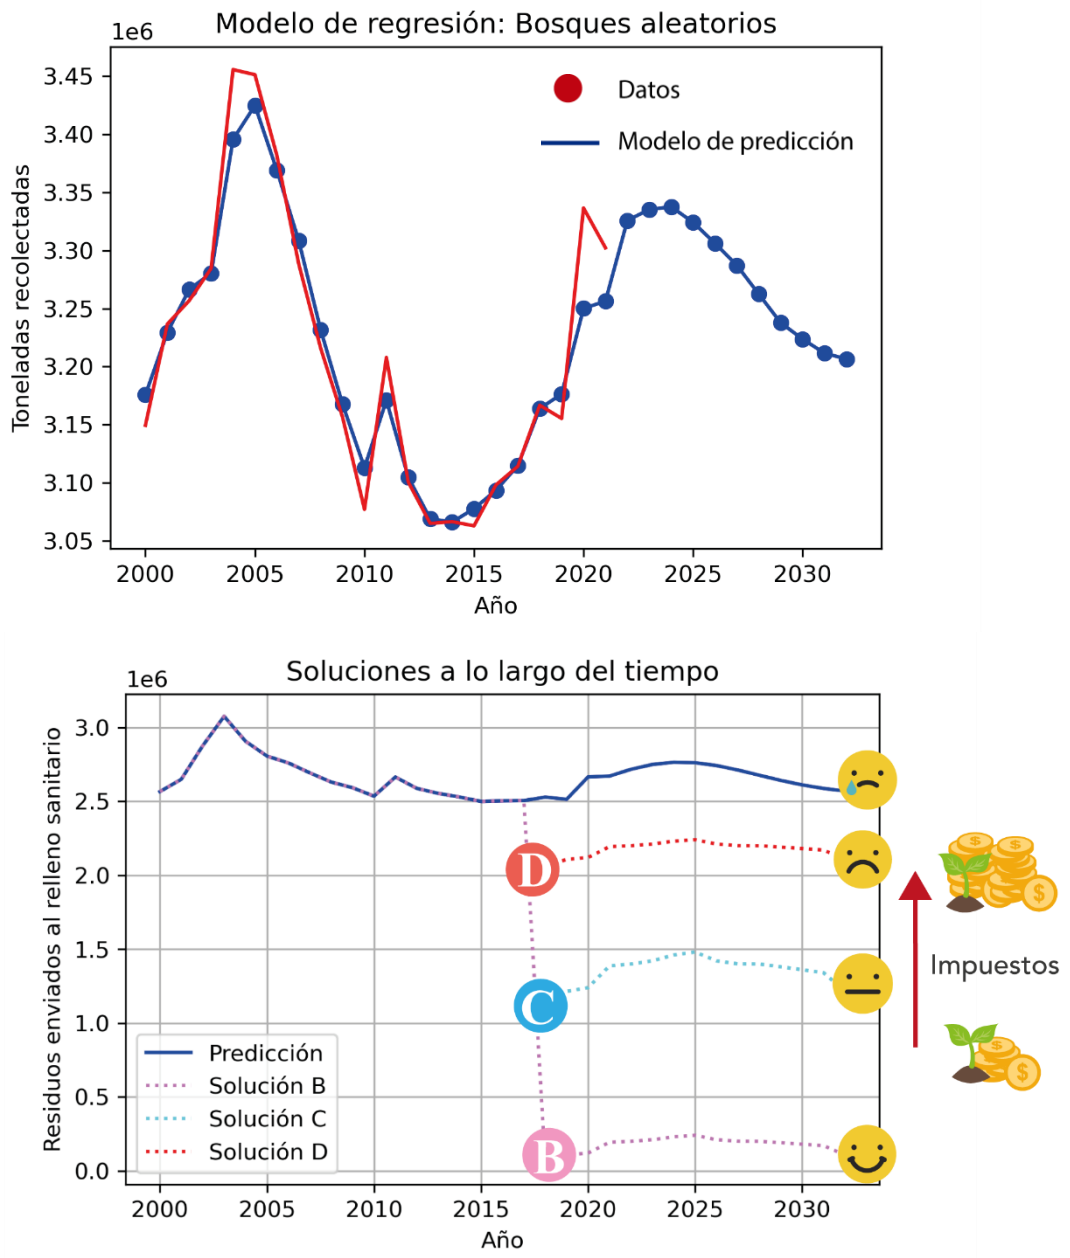 Modelo de regresión: Bosques aleatorios
1e6
3.45
3.40
3.35
3.30
3.25
3.20
3.15
3.10
3.05
Toneladas recolectadas
Datos
Modelo de predicción
2000 2005 2010 2015 2020 2025 2030
Año
Soluciones a lo largo del tiempo
1e6
3.0
2.5
2.0
1.5
1.0
0.5
0.0
Residuos enviados al relleno sanitario
D
C
B
Predicción
Solución B
Solución C
Solución D
2000 2005 2010 2015 2020 2025 2030
Año
$ $
$
Impuestos
$
$